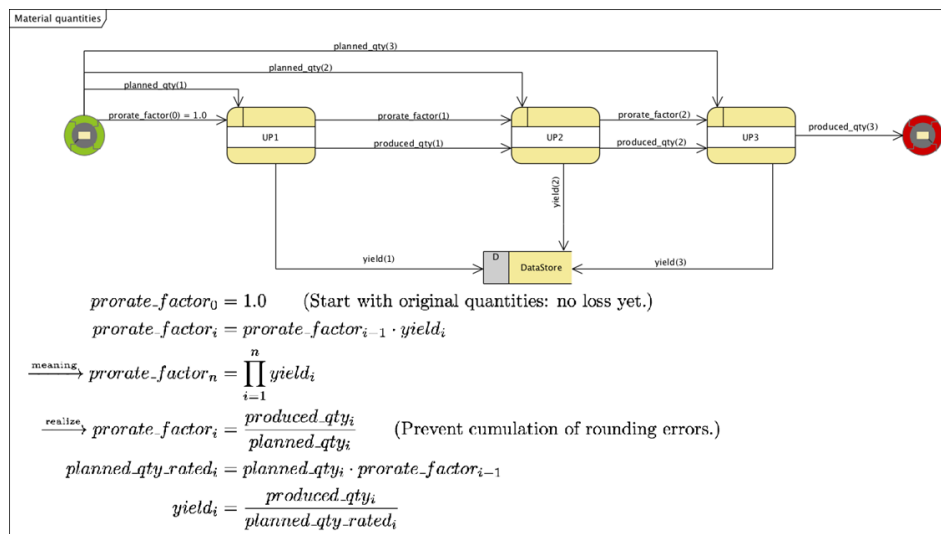 Material quantities
planned_qty(3)
planned_qty(2)
planned_qty(1)
prorate_factor(0) = 1.0
prorate_factor(1)
prorate_factor(2)
UP1
UP2
UP3
produced_qty(3)
produced_qty(1)
produced_qty(2)
yield(2)
yield(1)
yield(3)
D
DataStore
prorate_factor₀ = 1.0 (Start with original quantities: no loss yet.)
prorate_factorᵢ = prorate_factorᵢ₋₁ · yieldᵢ
meaning⟶ prorate_factorₙ = ∏ⁿᵢ₌₁ yieldᵢ
realize⟶ prorate_factorᵢ = produced_qtyᵢ / planned_qtyᵢ (Prevent cumulation of rounding errors.)
planned_qty_ratedᵢ = planned_qtyᵢ · prorate_factorᵢ₋₁
yieldᵢ = produced_qtyᵢ / planned_qty_ratedᵢ